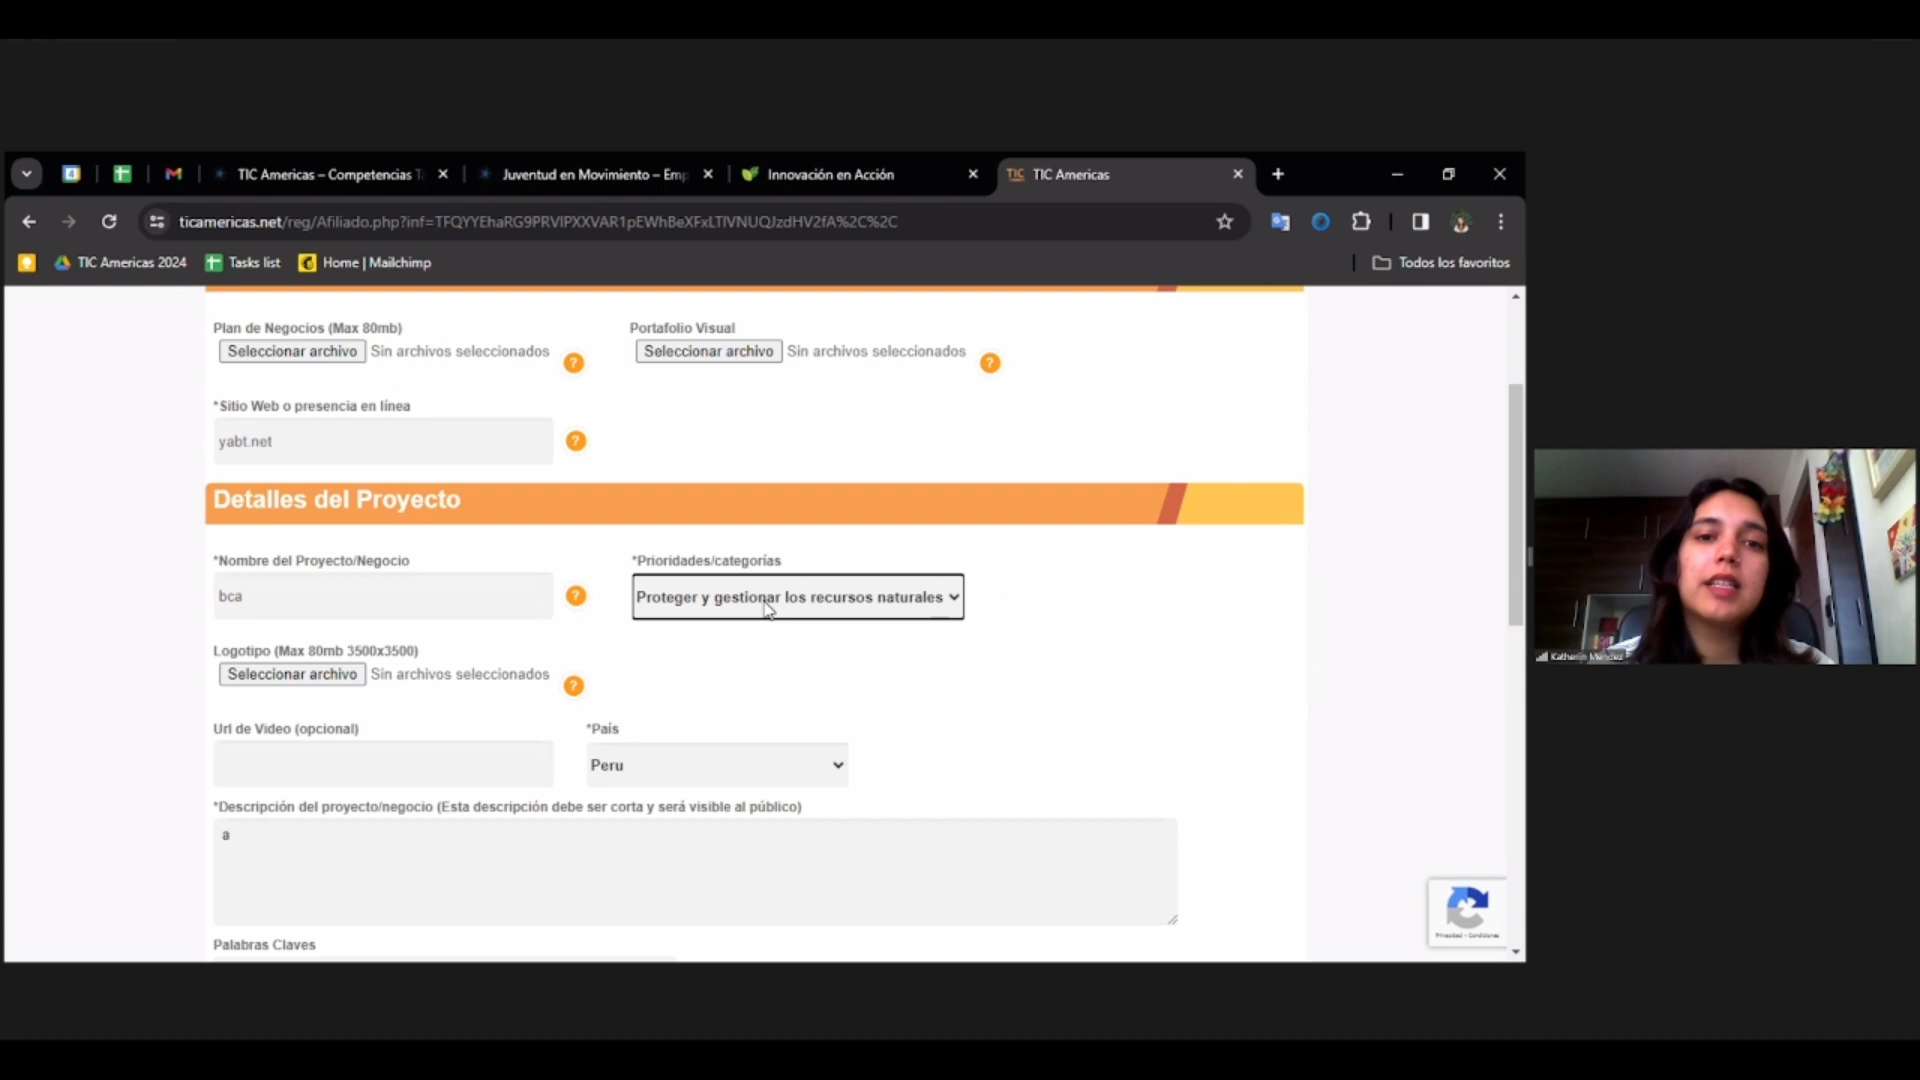 TIC Americas – Competencias T
Juventud en Movimiento – Emp
Innovación en Acción
TIC TIC Americas
ticamericas.net/reg/Afiliado.php?inf=TFQYYEhaRG9PRVlPXXVAR1pEWhBeXFxLTlVNUQJzdHV2fA%2C%2C
TIC Americas 2024
Tasks list
Home | Mailchimp
Todos los favoritos
Plan de Negocios (Max 80mb)
Portafolio Visual
Seleccionar archivo Sin archivos seleccionados ?
Seleccionar archivo Sin archivos seleccionados ?
*Sitio Web o presencia en línea
yabt.net ?
Detalles del Proyecto
*Nombre del Proyecto/Negocio
*Prioridades/categorías
bca ?
Proteger y gestionar los recursos naturales
Logotipo (Max 80mb 3500x3500)
Seleccionar archivo Sin archivos seleccionados ?
Url de Video (opcional)
*País
Peru
*Descripción del proyecto/negocio (Esta descripción debe ser corta y será visible al público)
a
Palabras Claves
Privacidad - Condiciones
Katherin Mendez